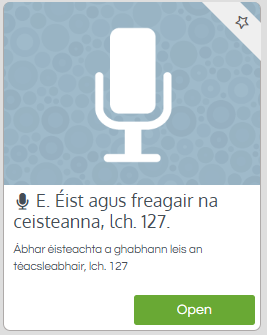 E. Éist agus freagair na
ceisteanna, lch. 127.
Ábhar éisteachta a ghabhann leis an
téacsleabhair, lch. 127
Open